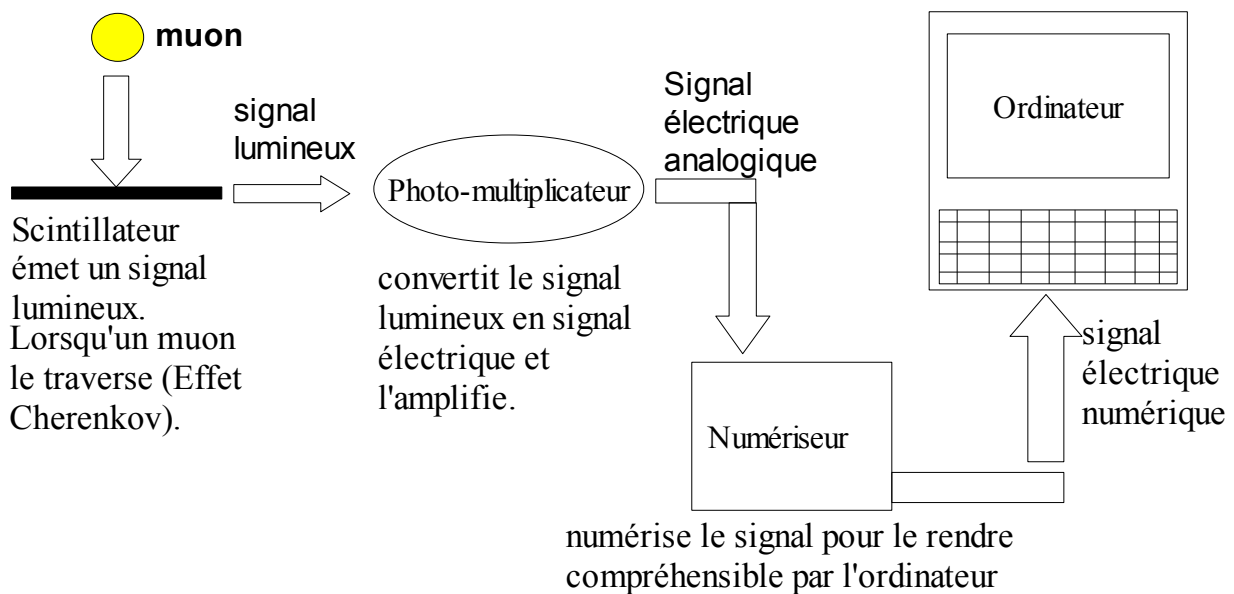 muon
signal
lumineux
Scintillateur
émet un signal
lumineux.
Lorsqu'un muon
le traverse (Effet
Cherenkov).
Photo-multiplicateur
convertit le signal
lumineux en signal
électrique et
l'amplifie.
Signal
électrique
analogique
Numériseur
numérise le signal pour le rendre
compréhensible par l'ordinateur
signal
électrique
numérique
Ordinateur